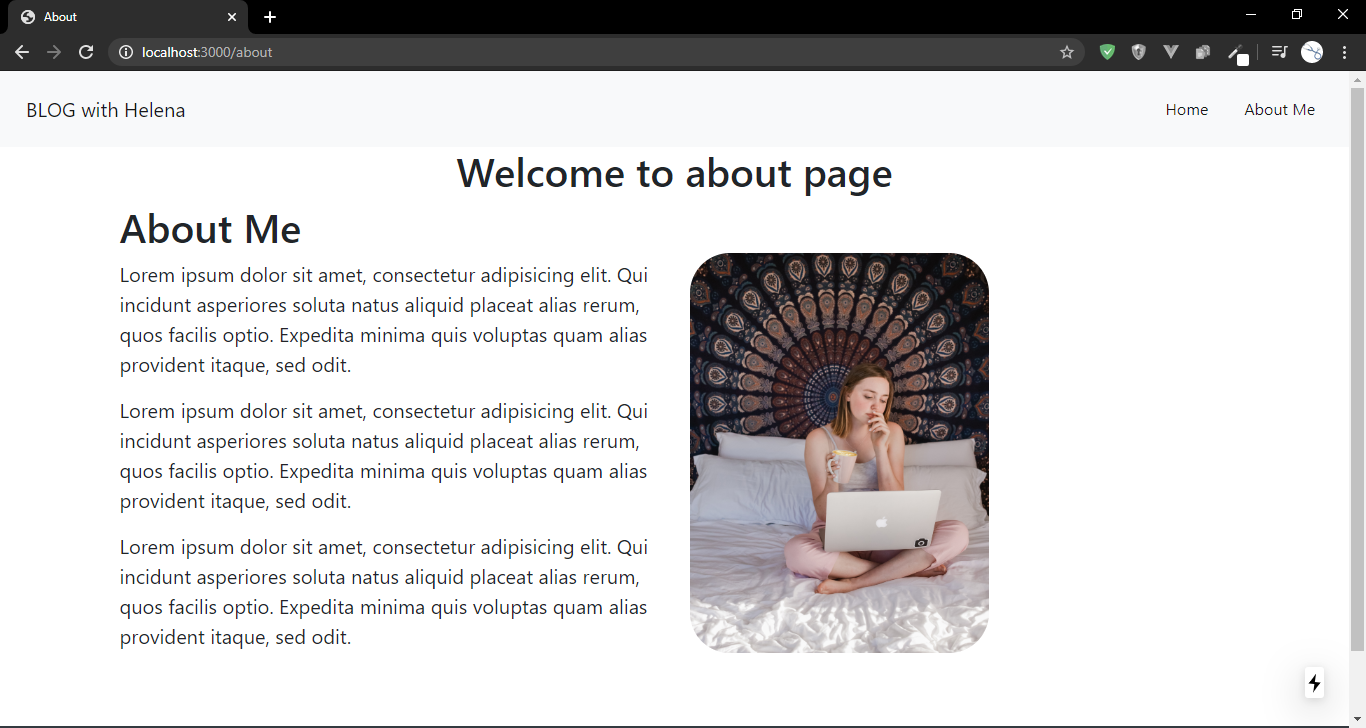 About
localhost:3000/about
BLOG with Helena
Home
About Me
Welcome to about page
About Me
Lorem ipsum dolor sit amet, consectetur adipisicing elit. Qui
incidunt asperiores soluta natus aliquid placeat alias rerum,
quos facilis optio. Expedita minima quis voluptas quam alias
provident itaque, sed odit.
Lorem ipsum dolor sit amet, consectetur adipisicing elit. Qui
incidunt asperiores soluta natus aliquid placeat alias rerum,
quos facilis optio. Expedita minima quis voluptas quam alias
provident itaque, sed odit.
Lorem ipsum dolor sit amet, consectetur adipisicing elit. Qui
incidunt asperiores soluta natus aliquid placeat alias rerum,
quos facilis optio. Expedita minima quis voluptas quam alias
provident itaque, sed odit.